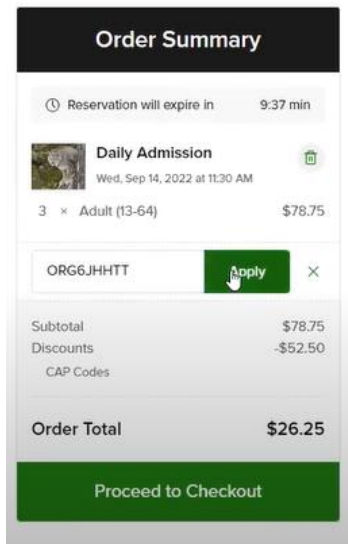 Order Summary
Reservation will expire in 9:37 min
Daily Admission
Wed, Sep 14, 2022 at 11:30 AM
3 × Adult (13-64) $78.75
ORG6JHHTT Apply ×
Subtotal $78.75
Discounts -$52.50
CAP Codes
Order Total $26.25
Proceed to Checkout